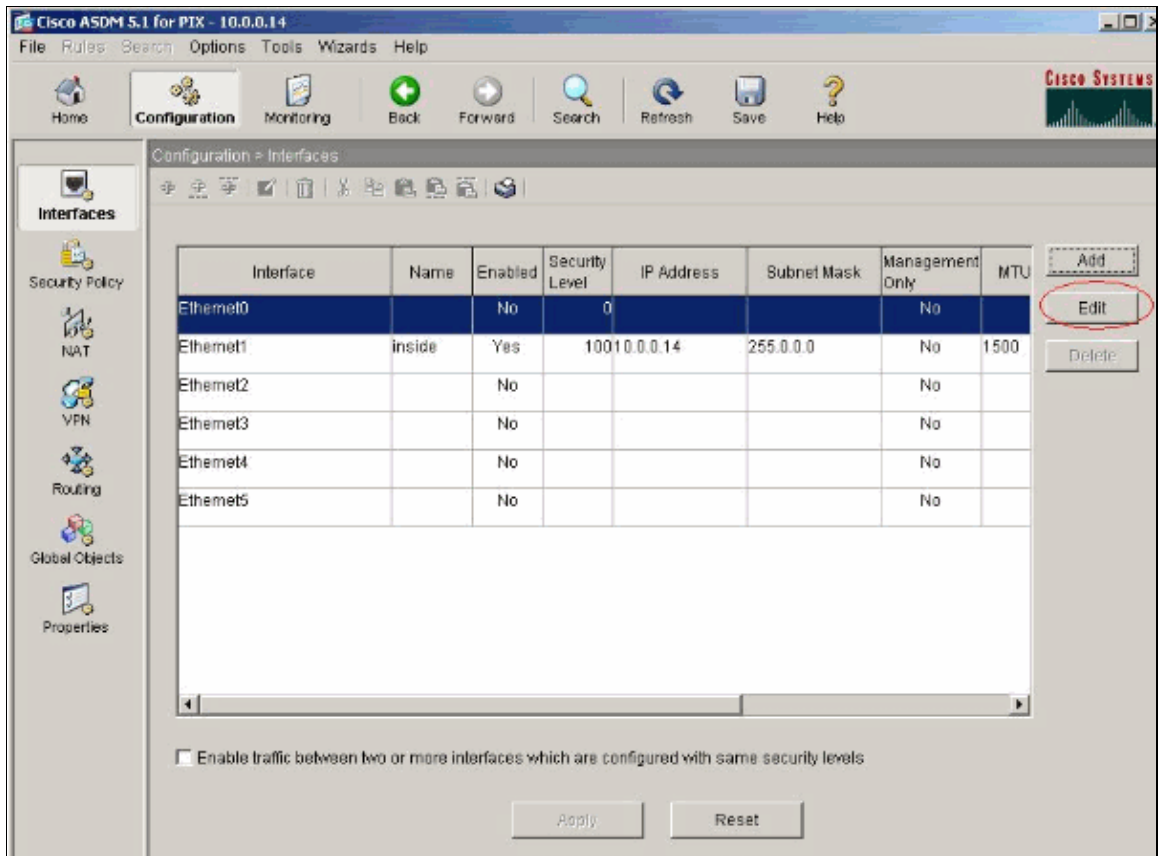 Cisco ASDM 5.1 for PIX - 10.0.0.14
File Rules Search Options Tools Wizards Help
Home Configuration Monitoring Back Forward Search Refresh Save Help
CISCO SYSTEMS
Configuration > Interfaces
Interfaces
Security Policy
NAT
VPN
Routing
Global Objects
Properties
Interface Name Enabled Security Level IP Address Subnet Mask Management Only MTU
Ethernet0 No 0 No
Ethernet1 inside Yes 100 10.0.0.14 255.0.0.0 No 1500
Ethernet2 No No
Ethernet3 No No
Ethernet4 No No
Ethernet5 No No
Add
Edit
Delete
Enable traffic between two or more interfaces which are configured with same security levels
Apply Reset